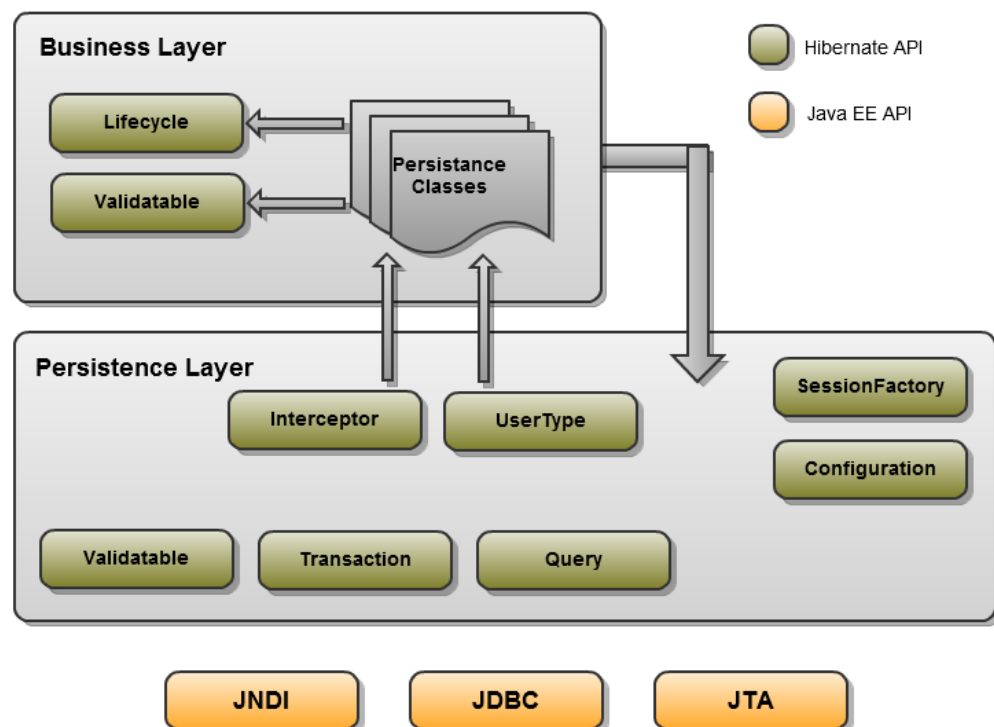 Business Layer
Hibernate API
Java EE API
Lifecycle
Validatable
Persistance
Classes
Persistence Layer
Interceptor
UserType
SessionFactory
Configuration
Validatable
Transaction
Query
JNDI
JDBC
JTA